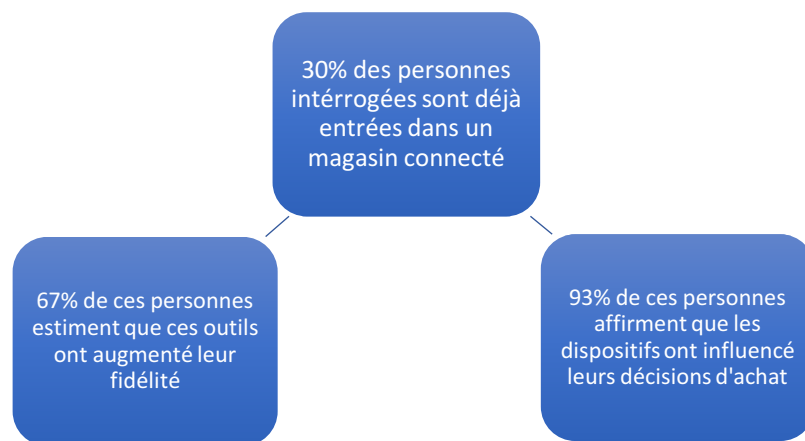 30% des personnes
intérrogées sont déjà
entrées dans un
magasin connecté
67% de ces personnes
estiment que ces outils
ont augmenté leur
fidélité
93% de ces personnes
affirment que les
dispositifs ont influencé
leurs décisions d'achat